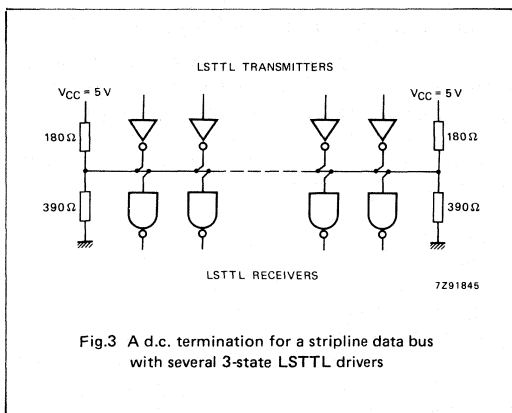 LSTTL TRANSMITTERS
VCC = 5 V
VCC = 5 V
180Ω
180Ω
390Ω
390Ω
LSTTL RECEIVERS
7Z91845
Fig.3 A d.c. termination for a stripline data bus
with several 3-state LSTTL drivers